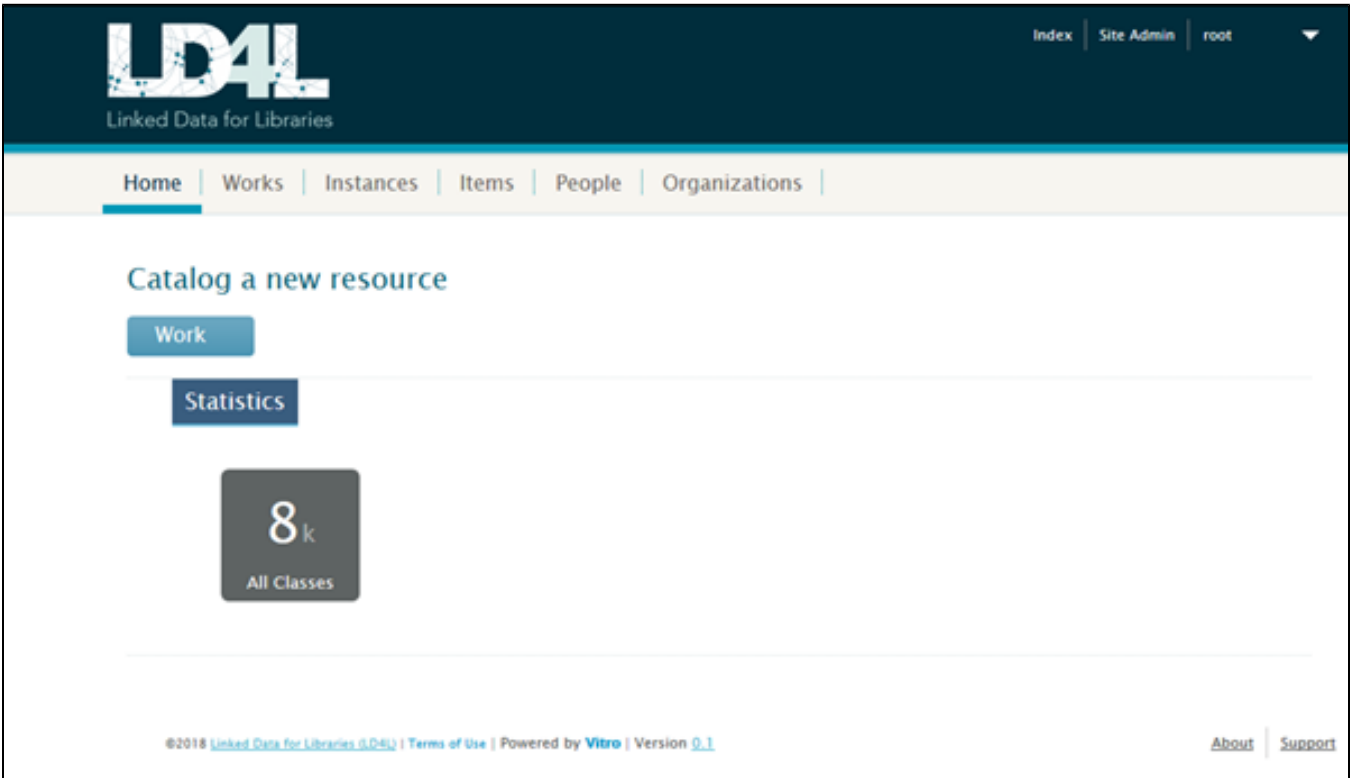 LD4L
Linked Data for Libraries
Index Site Admin root
Home Works Instances Items People Organizations
Catalog a new resource
Work
Statistics
8 k
All Classes
©2018 Linked Data for Libraries (LD4L) | Terms of Use | Powered by Vitro | Version 0.1
About Support